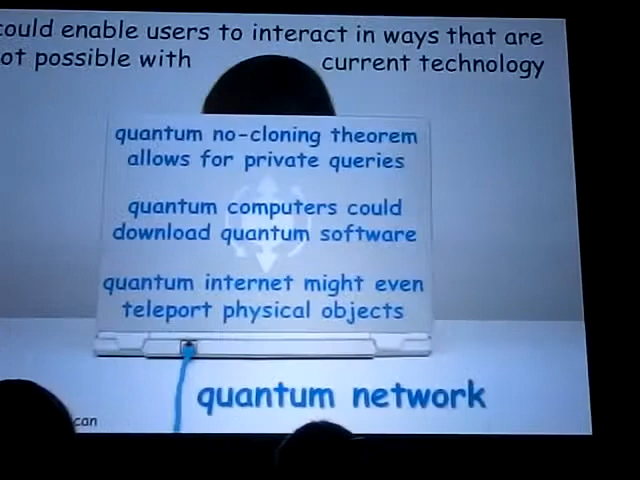 could enable users to interact in ways that are
ot possible with current technology
quantum no-cloning theorem
allows for private queries
quantum computers could
download quantum software
quantum internet might even
teleport physical objects
quantum network
can